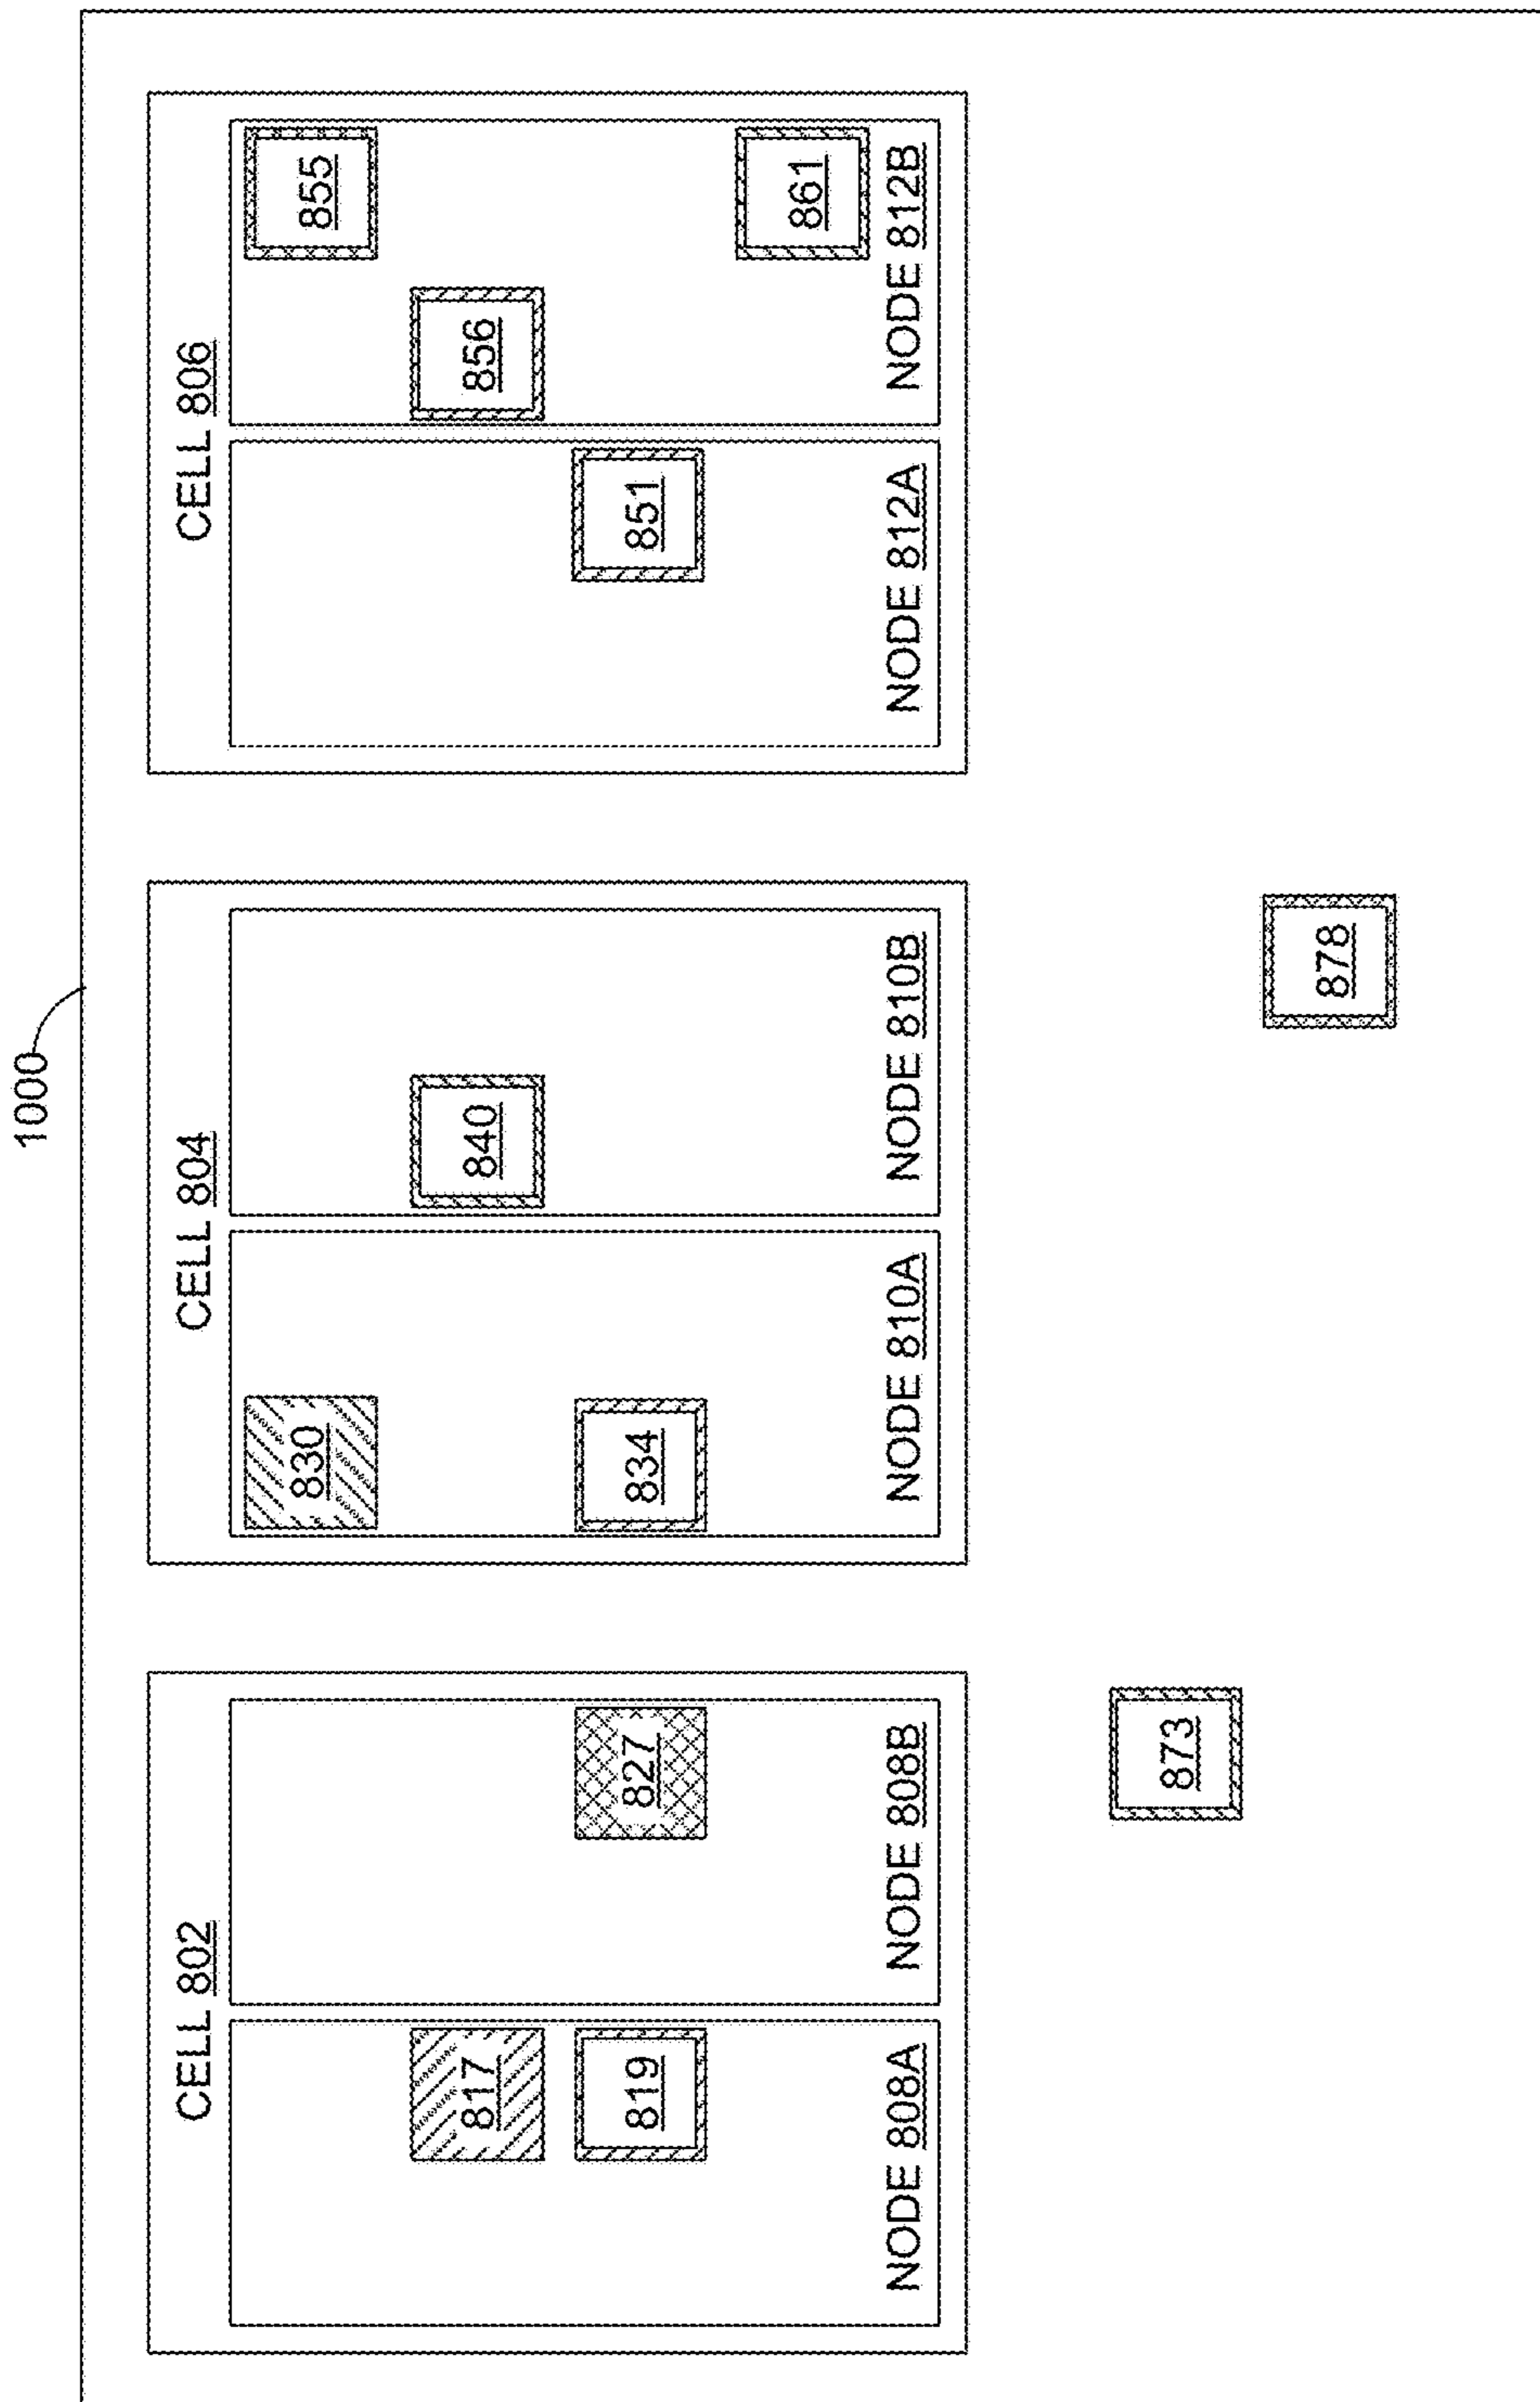 1000
CELL 802
817
819
827
NODE 808A
NODE 808B
CELL 804
830
834
840
NODE 810A
NODE 810B
CELL 806
851
855
856
861
NODE 812A
NODE 812B
873
878